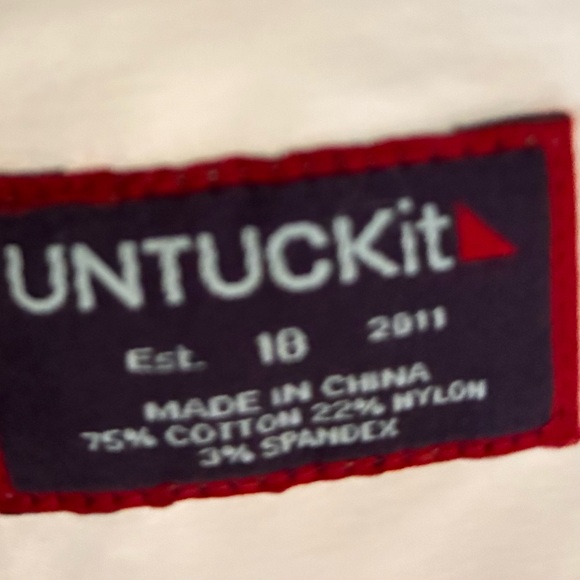 UNTUCKit
Est. 18 2011
MADE IN CHINA
75% COTTON 22% NYLON
3% SPANDEX